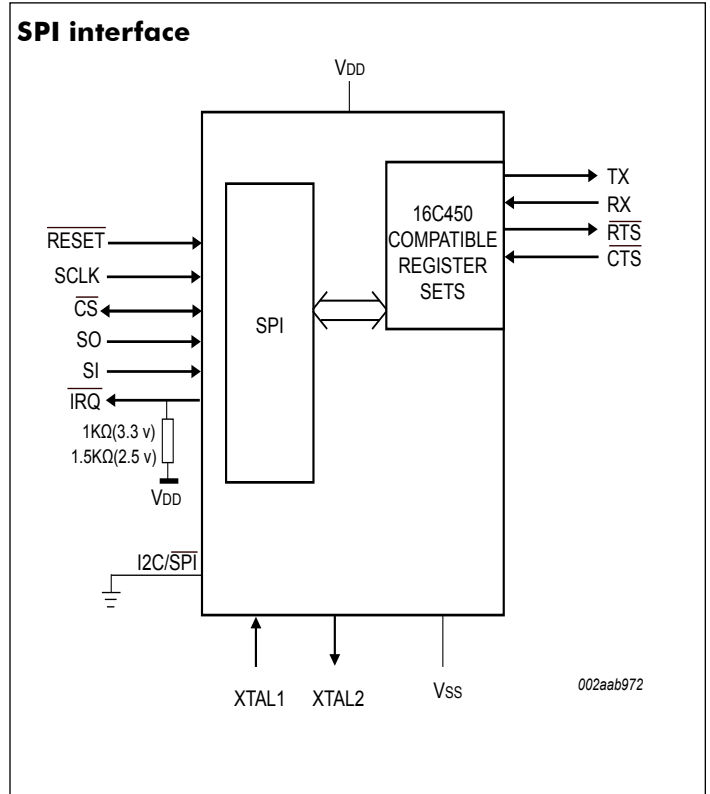 SPI interface
VDD
RESET
SCLK
CS
SO
SI
IRQ
1KΩ(3.3 v)
1.5KΩ(2.5 v)
VDD
I2C/SPI
SPI
16C450
COMPATIBLE
REGISTER
SETS
TX
RX
RTS
CTS
XTAL1
XTAL2
VSS
002aab972